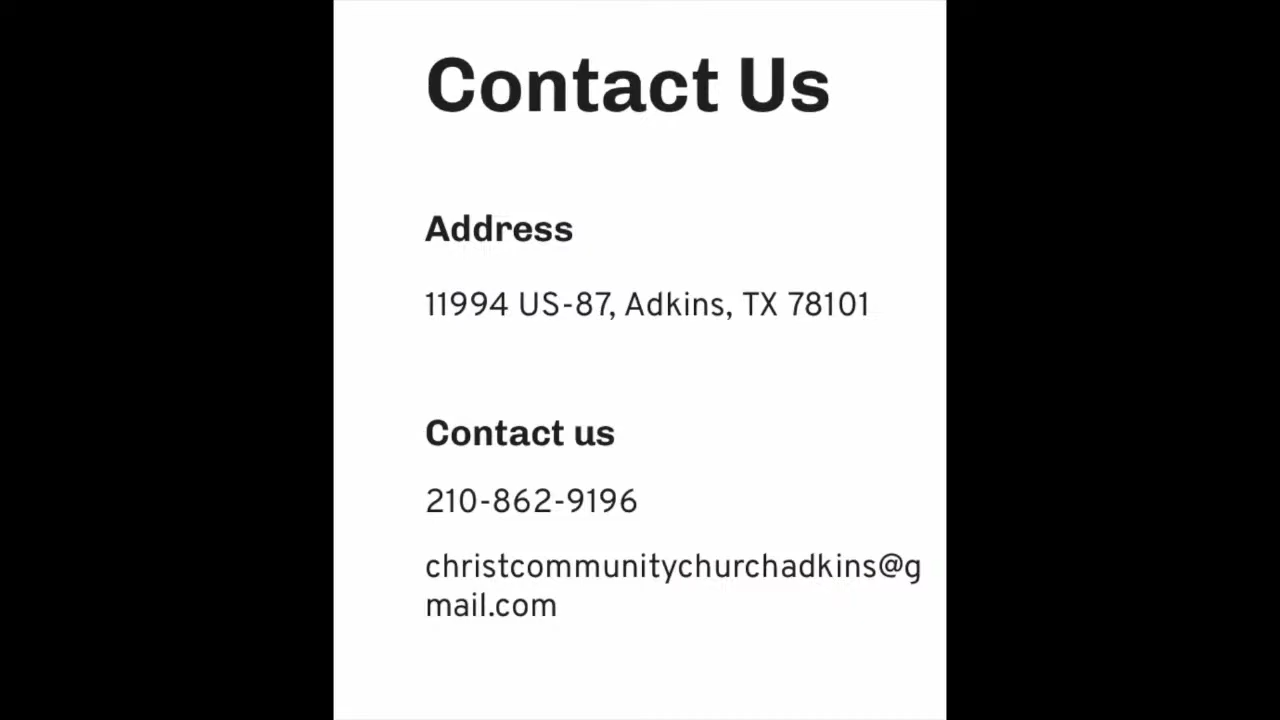 Contact Us
Address
11994 US-87, Adkins, TX 78101
Contact us
210-862-9196
christcommunitychurchadkins@g
mail.com